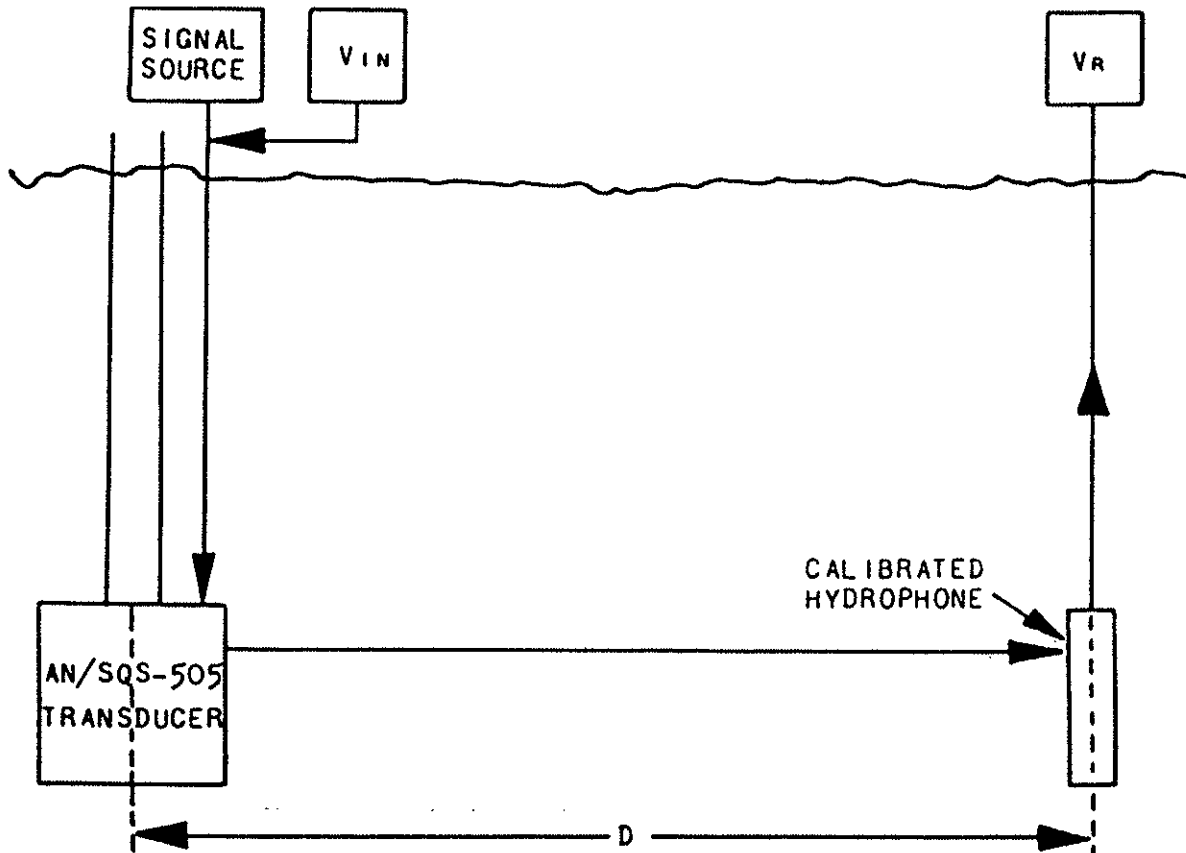 SIGNAL
SOURCE
VIN
VR
CALIBRATED
HYDROPHONE
AN/SQS-505
TRANSDUCER
D